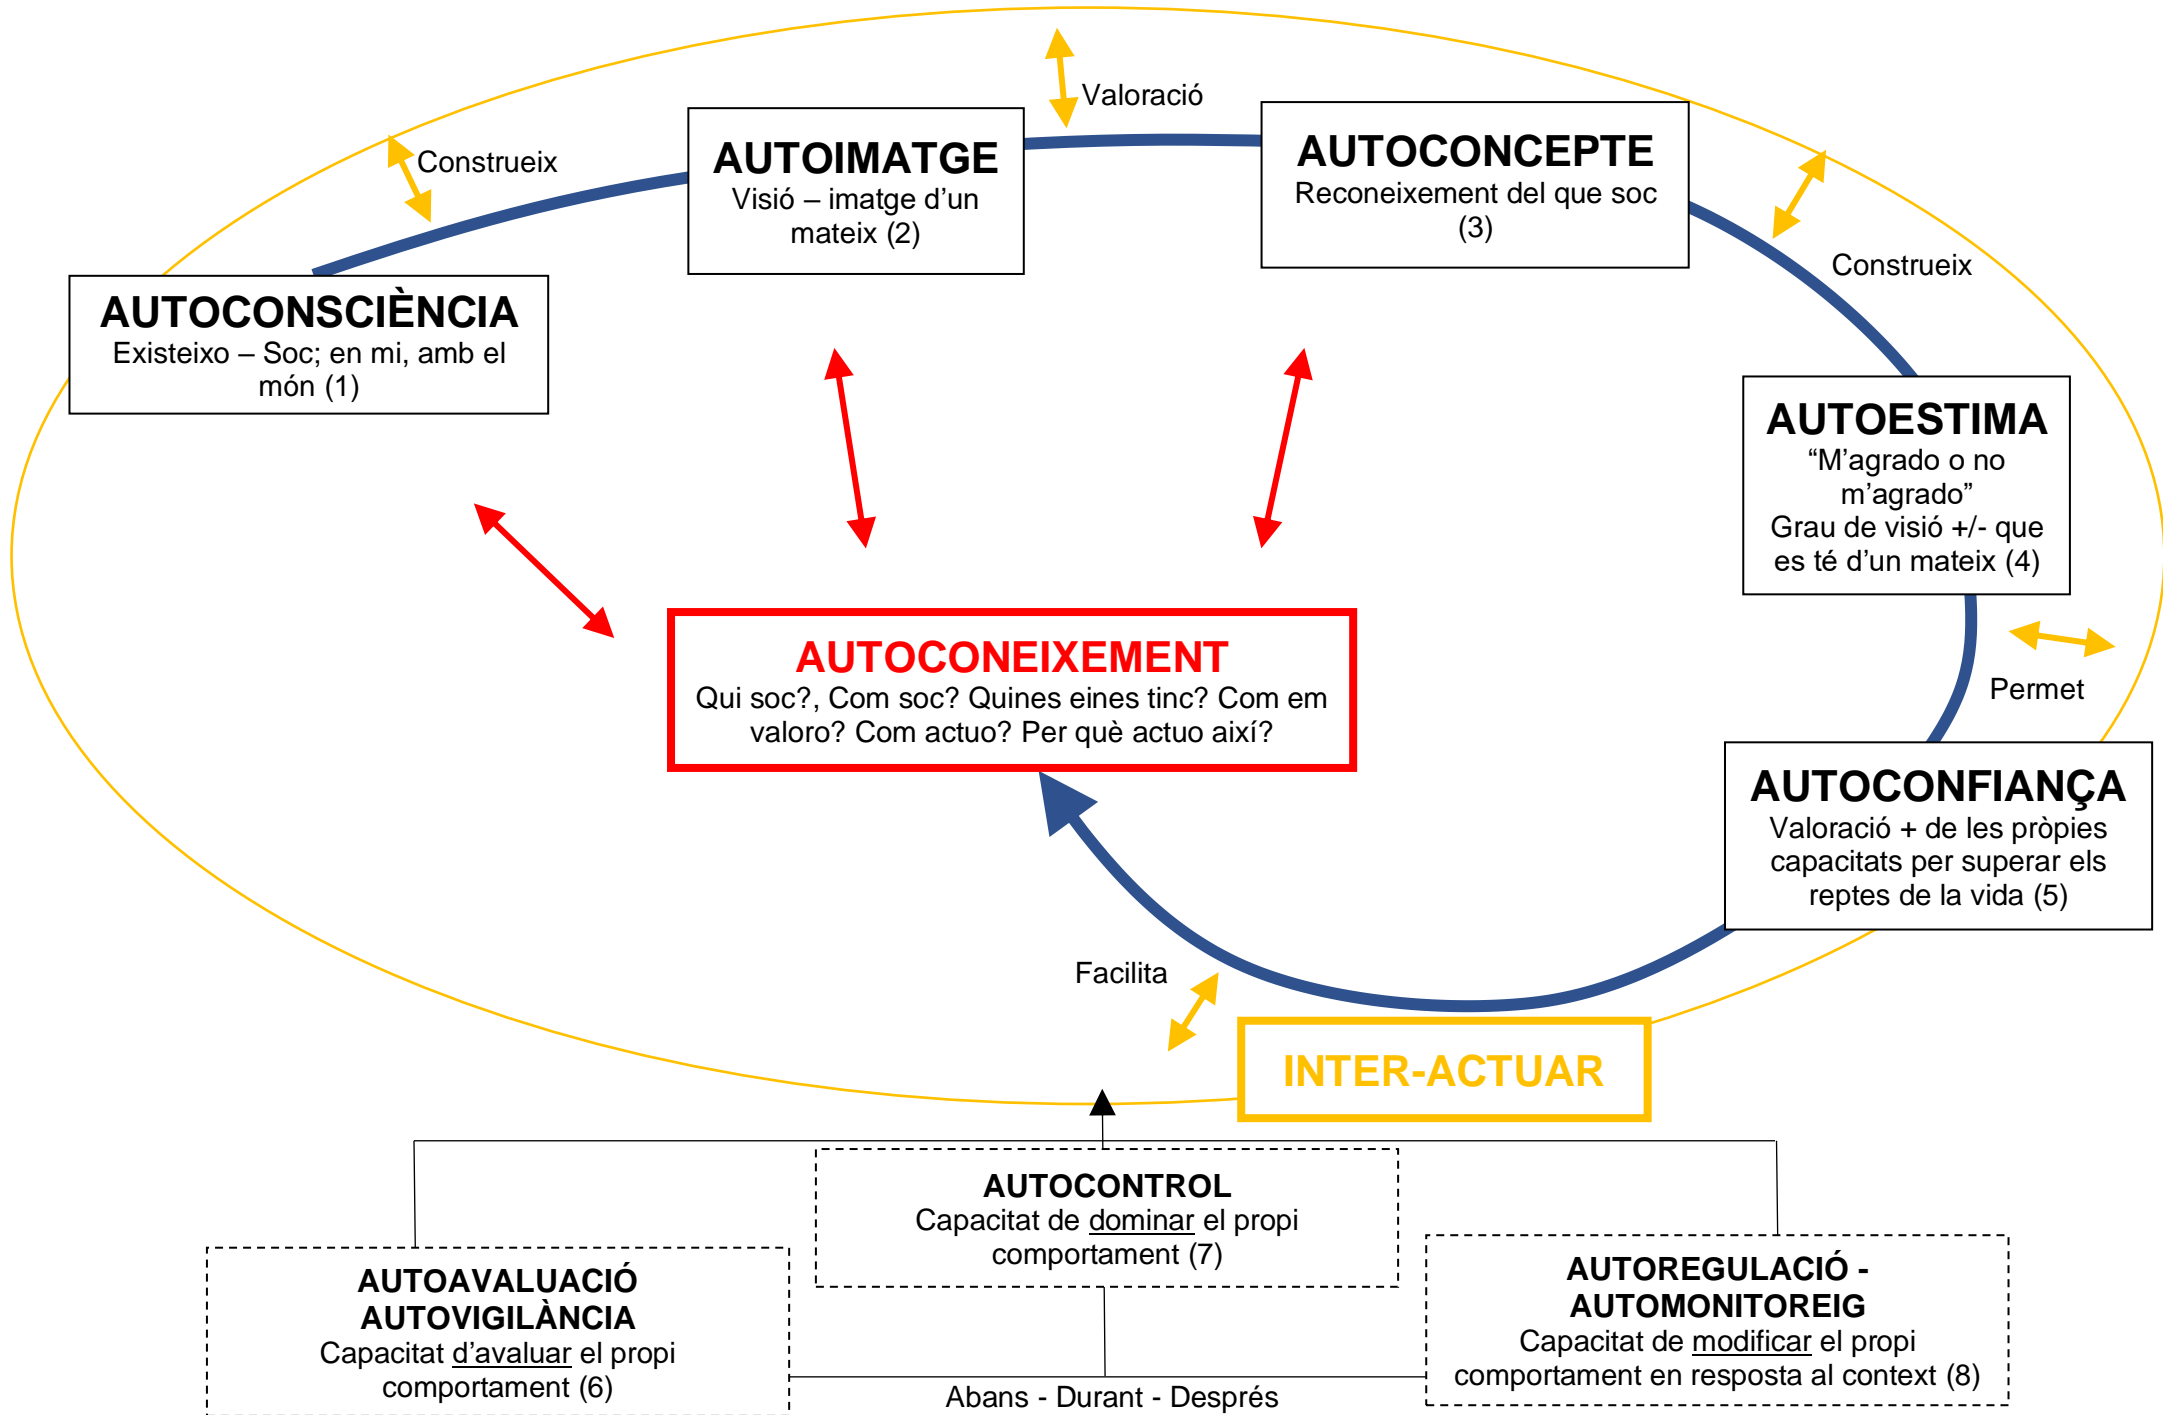 Valoració
Construeix
AUTOIMATGE
Visió – imatge d’un
mateix (2)
AUTOCONCEPTE
Reconeixement del que soc
(3)
Construeix
AUTOCONSCIÈNCIA
Existeixo – Soc; en mi, amb el
món (1)
AUTOESTIMA
“M’agrado o no
m’agrado”
Grau de visió +/- que
es té d’un mateix (4)
AUTOCONEIXEMENT
Qui soc?, Com soc? Quines eines tinc? Com em
valoro? Com actuo? Per què actuo així?
Permet
AUTOCONFIANÇA
Valoració + de les pròpies
capacitats per superar els
reptes de la vida (5)
Facilita
INTER-ACTUAR
AUTOCONTROL
Capacitat de dominar el propi
comportament (7)
AUTOAVALUACIÓ
AUTOVIGILÀNCIA
Capacitat d’avaluar el propi
comportament (6)
AUTOREGULACIÓ -
AUTOMONITOREIG
Capacitat de modificar el propi
comportament en resposta al context (8)
Abans - Durant - Després